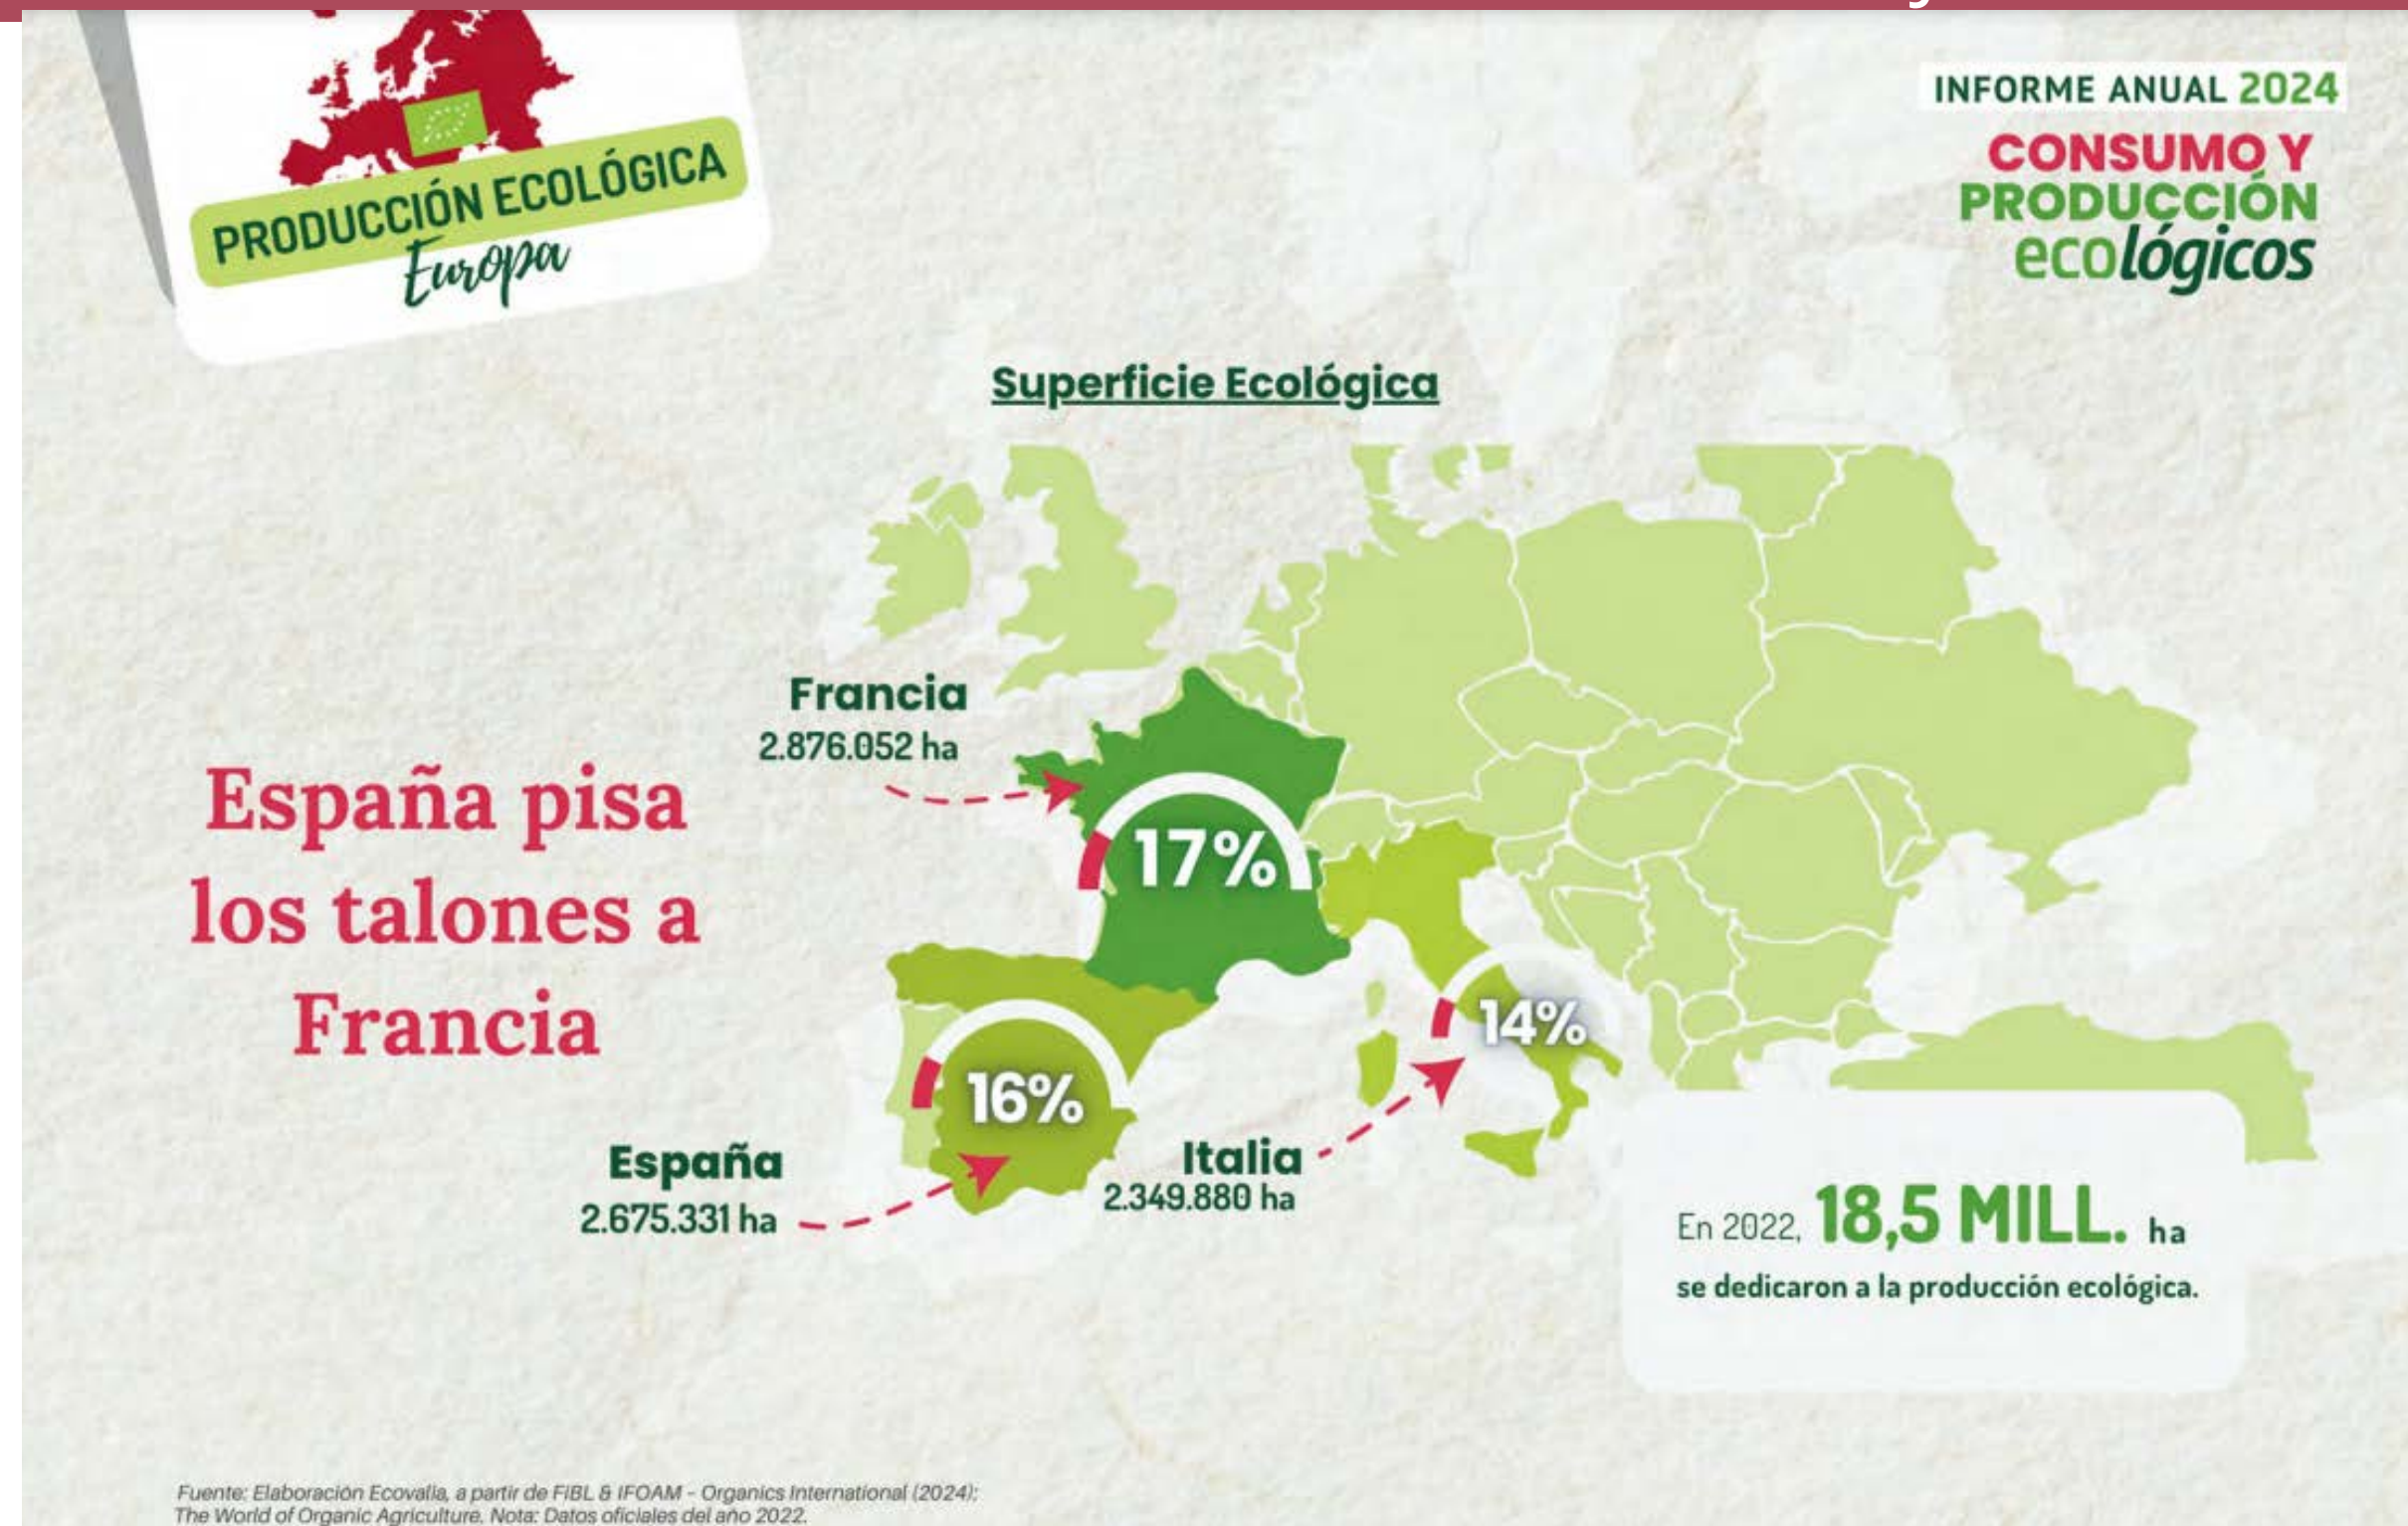 PRODUCCIÓN ECOLÓGICA
Europa
INFORME ANUAL 2024
CONSUMO Y
PRODUCCIÓN
ecológicos
Superficie Ecológica
Francia
2.876.052 ha
17%
España pisa
los talones a
Francia
14%
16%
España
2.675.331 ha
Italia
2.349.880 ha
En 2022, 18,5 MILL. ha
se dedicaron a la producción ecológica.
Fuente: Elaboración Ecovalia, a partir de FiBL & IFOAM – Organics International (2024):
The World of Organic Agriculture. Nota: Datos oficiales del año 2022.